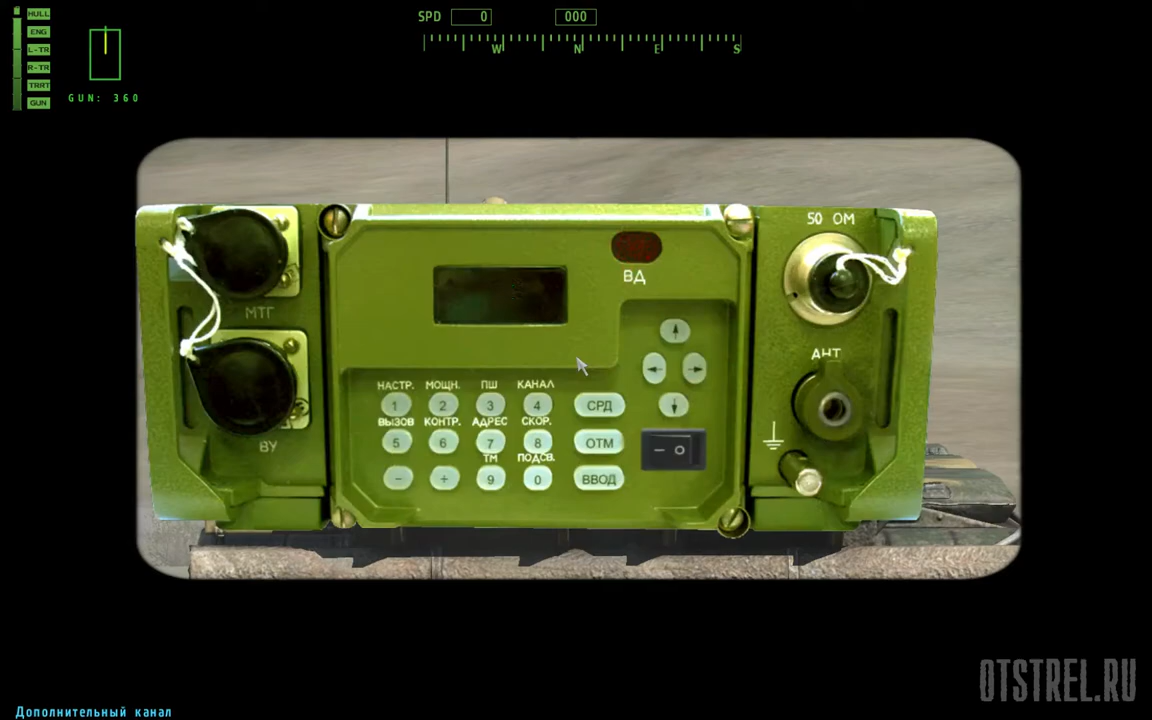 HULL
ENG
L-TR
R-TR
TRRT
GUN
GUN: 360
SPD 0 000
W N E S
50 ОМ
ВД
МТГ
АНТ
НАСТР. МОЩН. ПШ КАНАЛ
1 2 3 4 СРД
ВЫЗОВ КОНТР. АДРЕС СКОР.
5 6 7 8 ОТМ
ТМ ПОДСВ.
− + 9 0 ВВОД
ВУ
OTSTREL.RU
Дополнительный канал